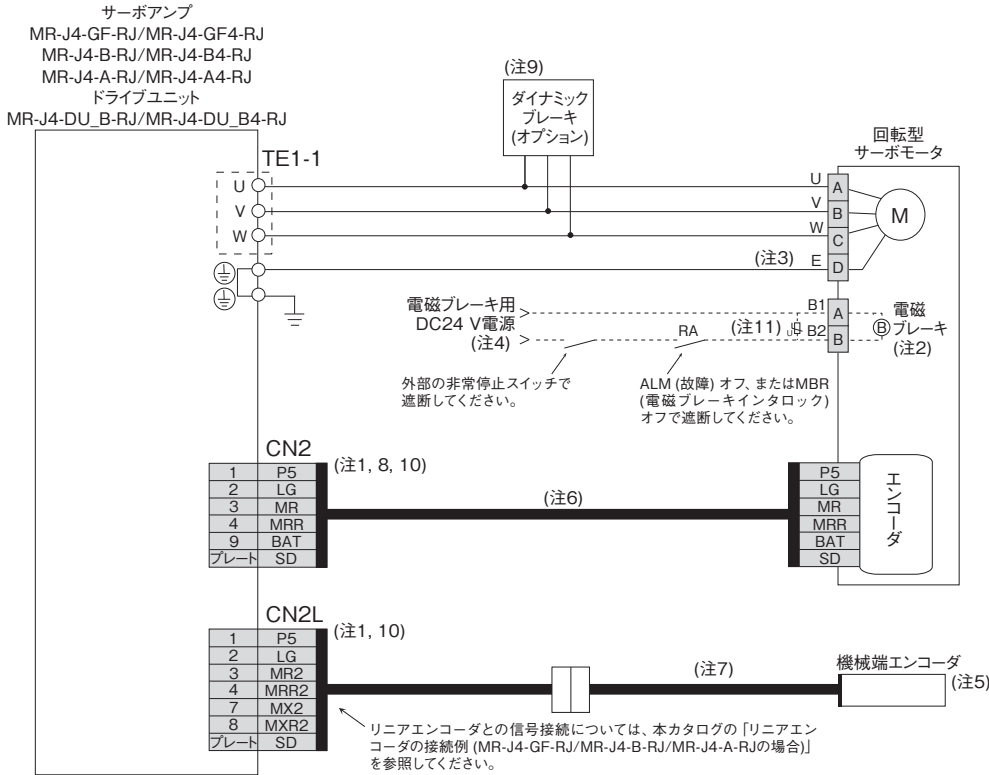 サーボアンプ
MR-J4-GF-RJ/MR-J4-GF4-RJ
MR-J4-B-RJ/MR-J4-B4-RJ
MR-J4-A-RJ/MR-J4-A4-RJ
ドライブユニット
MR-J4-DU_B-RJ/MR-J4-DU_B4-RJ
(注9)
ダイナミック
ブレーキ
(オプション)
回転型
サーボモータ
TE1-1
U
V
W
U
V
W
(注3) E
A
B
C
D
M
電磁ブレーキ用
DC24 V電源
(注4)
RA
(注11)
U
B1
B2
A
B
B
電磁
ブレーキ
(注2)
外部の非常停止スイッチで
遮断してください。
ALM (故障) オフ、またはMBR
(電磁ブレーキインタロック)
オフで遮断してください。
CN2
(注1, 8, 10)
1 P5
2 LG
3 MR
4 MRR
9 BAT
プレート SD
(注6)
P5
LG
MR
MRR
BAT
SD
エンコーダ
CN2L
(注1, 10)
1 P5
2 LG
3 MR2
4 MRR2
7 MX2
8 MXR2
プレート SD
(注7)
機械端エンコーダ
(注5)
リニアエンコーダとの信号接続については、本カタログの「リニアエン
コーダの接続例 (MR-J4-GF-RJ/MR-J4-B-RJ/MR-J4-A-RJの場合)」
を参照してください。